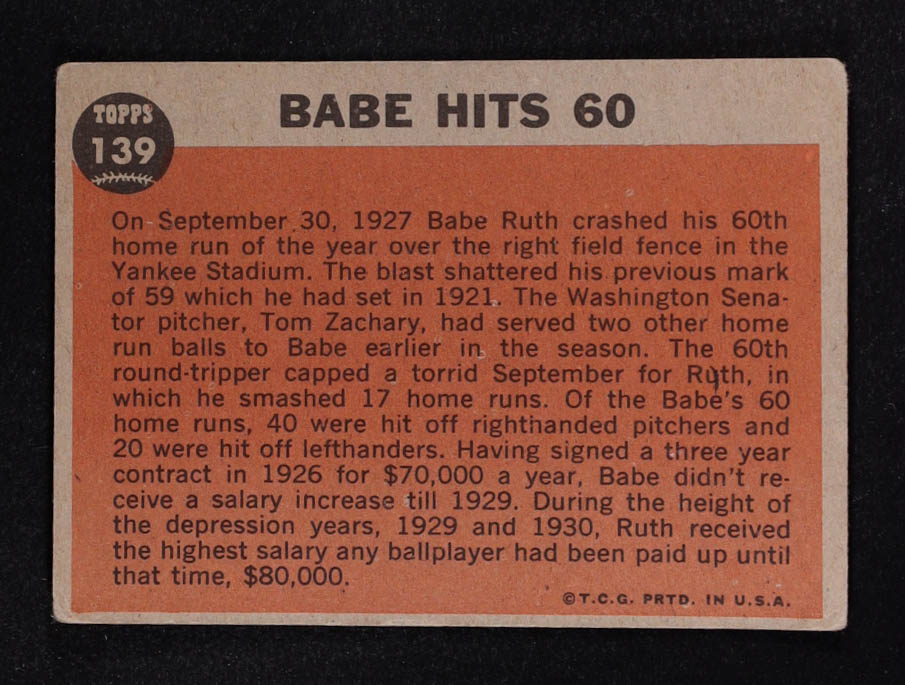 TOPPS
139
BABE HITS 60
On September 30, 1927 Babe Ruth crashed his 60th
home run of the year over the right field fence in the
Yankee Stadium. The blast shattered his previous mark
of 59 which he had set in 1921. The Washington Sena-
tor pitcher, Tom Zachary, had served two other home
run balls to Babe earlier in the season. The 60th
round-tripper capped a torrid September for Ruth, in
which he smashed 17 home runs. Of the Babe's 60
home runs, 40 were hit off righthanded pitchers and
20 were hit off lefthanders. Having signed a three year
contract in 1926 for $70,000 a year, Babe didn't re-
ceive a salary increase till 1929. During the height of
the depression years, 1929 and 1930, Ruth received
the highest salary any ballplayer had been paid up until
that time, $80,000.
©T.C.G. PRTD. IN U.S.A.